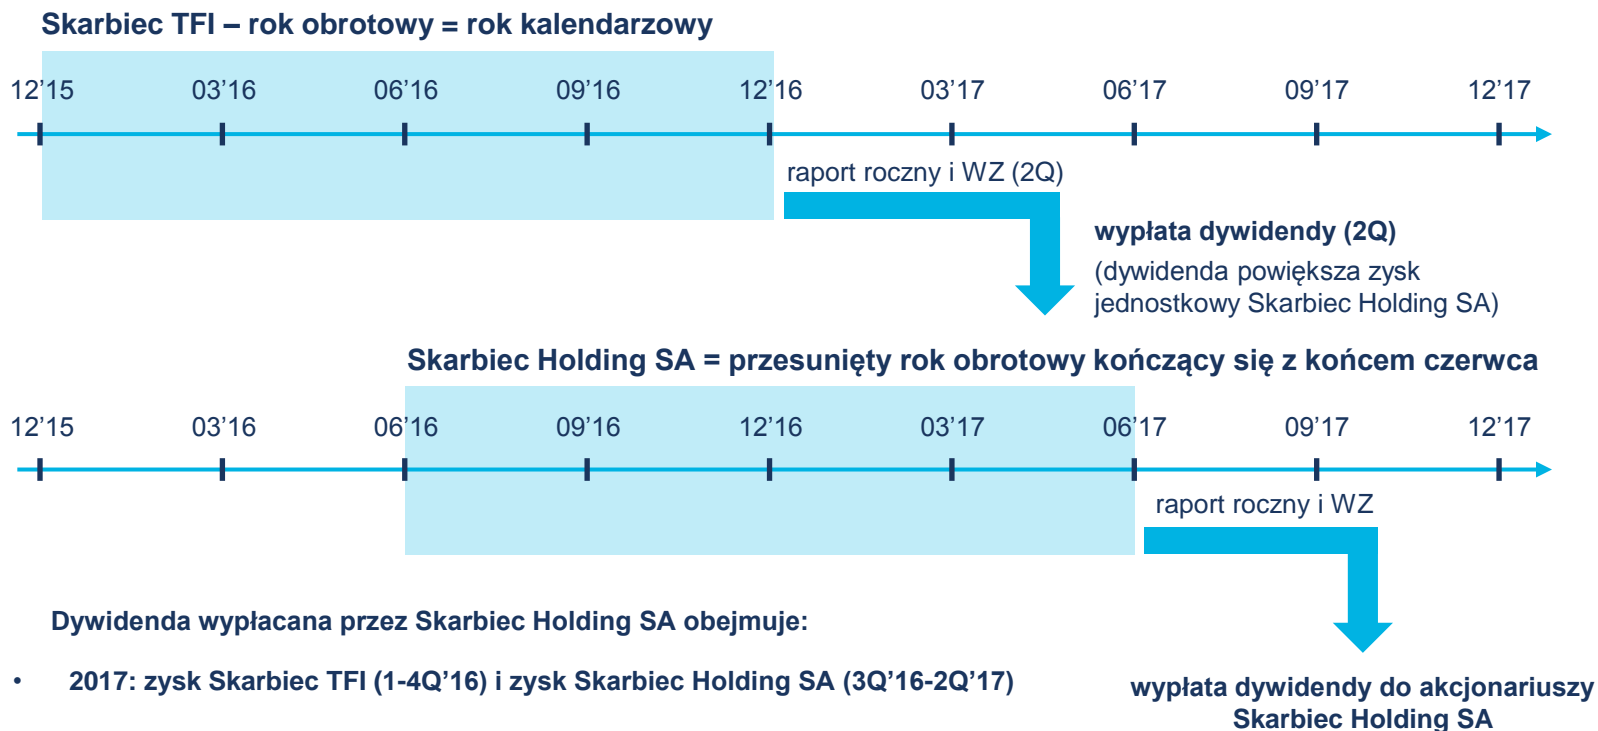 Skarbiec TFI – rok obrotowy = rok kalendarzowy
12’15 03’16 06’16 09’16 12’16 03’17 06’17 09’17 12’17
raport roczny i WZ (2Q)
wypłata dywidendy (2Q)
(dywidenda powiększa zysk
jednostkowy Skarbiec Holding SA)
Skarbiec Holding SA = przesunięty rok obrotowy kończący się z końcem czerwca
12’15 03’16 06’16 09’16 12’16 03’17 06’17 09’17 12’17
raport roczny i WZ
Dywidenda wypłacana przez Skarbiec Holding SA obejmuje:
• 2017: zysk Skarbiec TFI (1-4Q’16) i zysk Skarbiec Holding SA (3Q’16-2Q’17)
wypłata dywidendy do akcjonariuszy
Skarbiec Holding SA